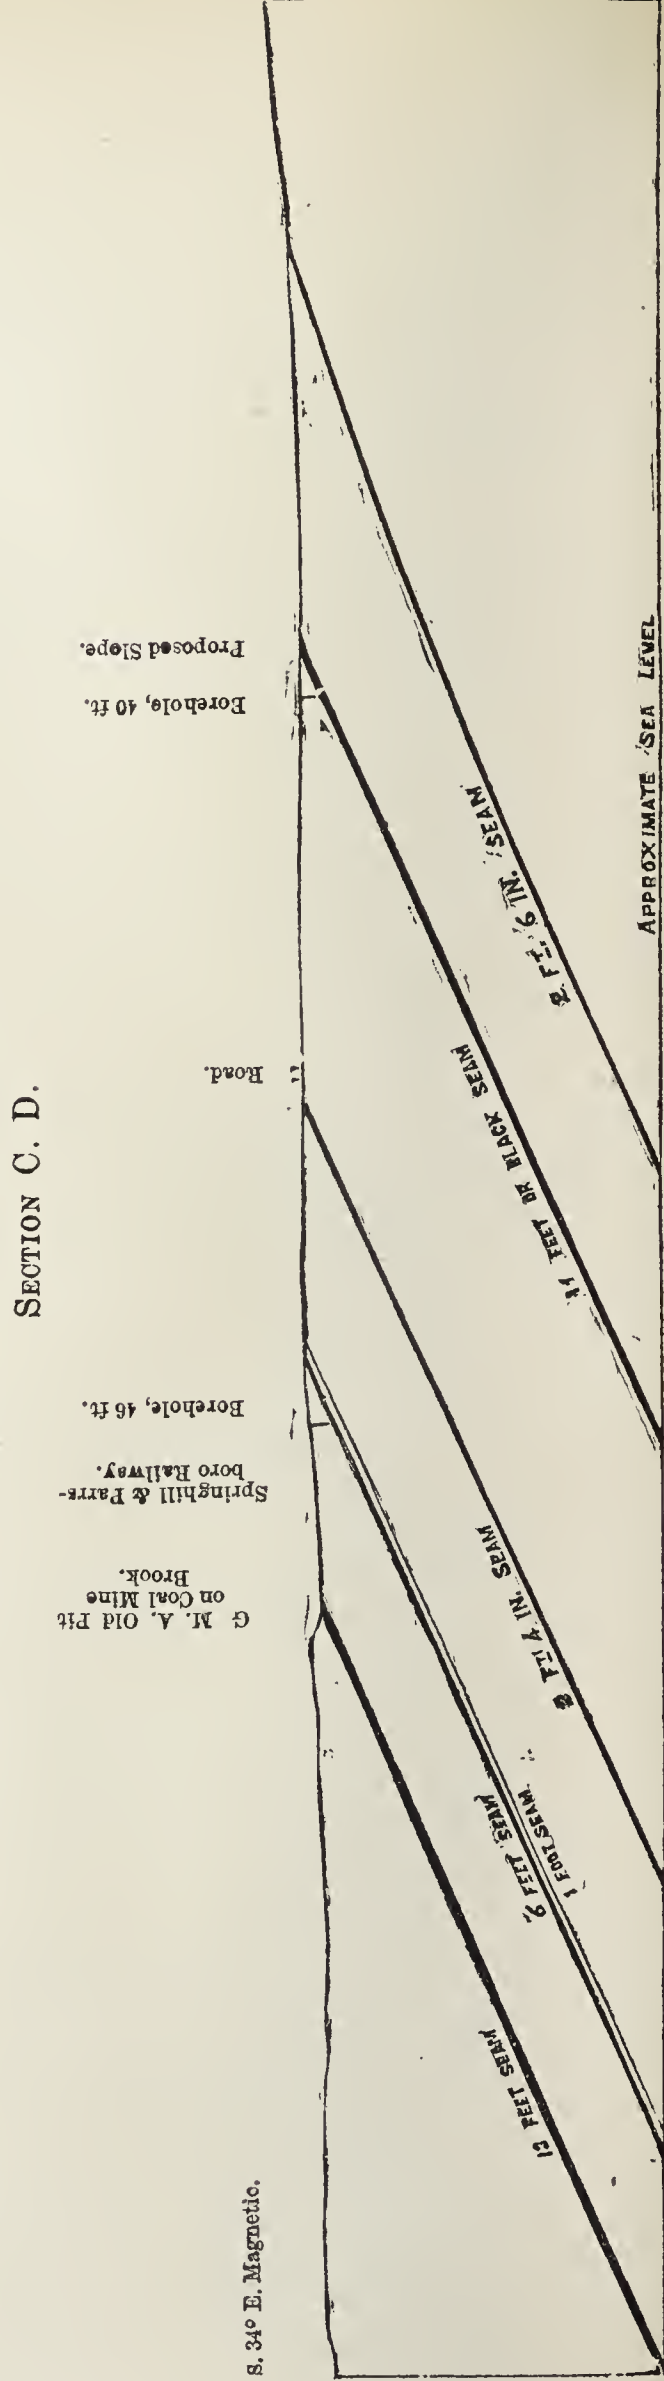 SECTION C. D.
S. 34° E. Magnetic.
G. M. A. Old Pit
on Coal Mine
Brook.
Springhill & Parrs-
boro Railway.
Borehole, 46 ft.
Road.
Borehole, 40 ft.
Proposed Slope.
13 FEET SEAM
6 FEET SEAM
1 FOOT SEAM
FT. 4 IN. SEAM
11 FEET OR BLACK SEAM
2 FT. 6 IN. SEAM
APPROXIMATE SEA LEVEL